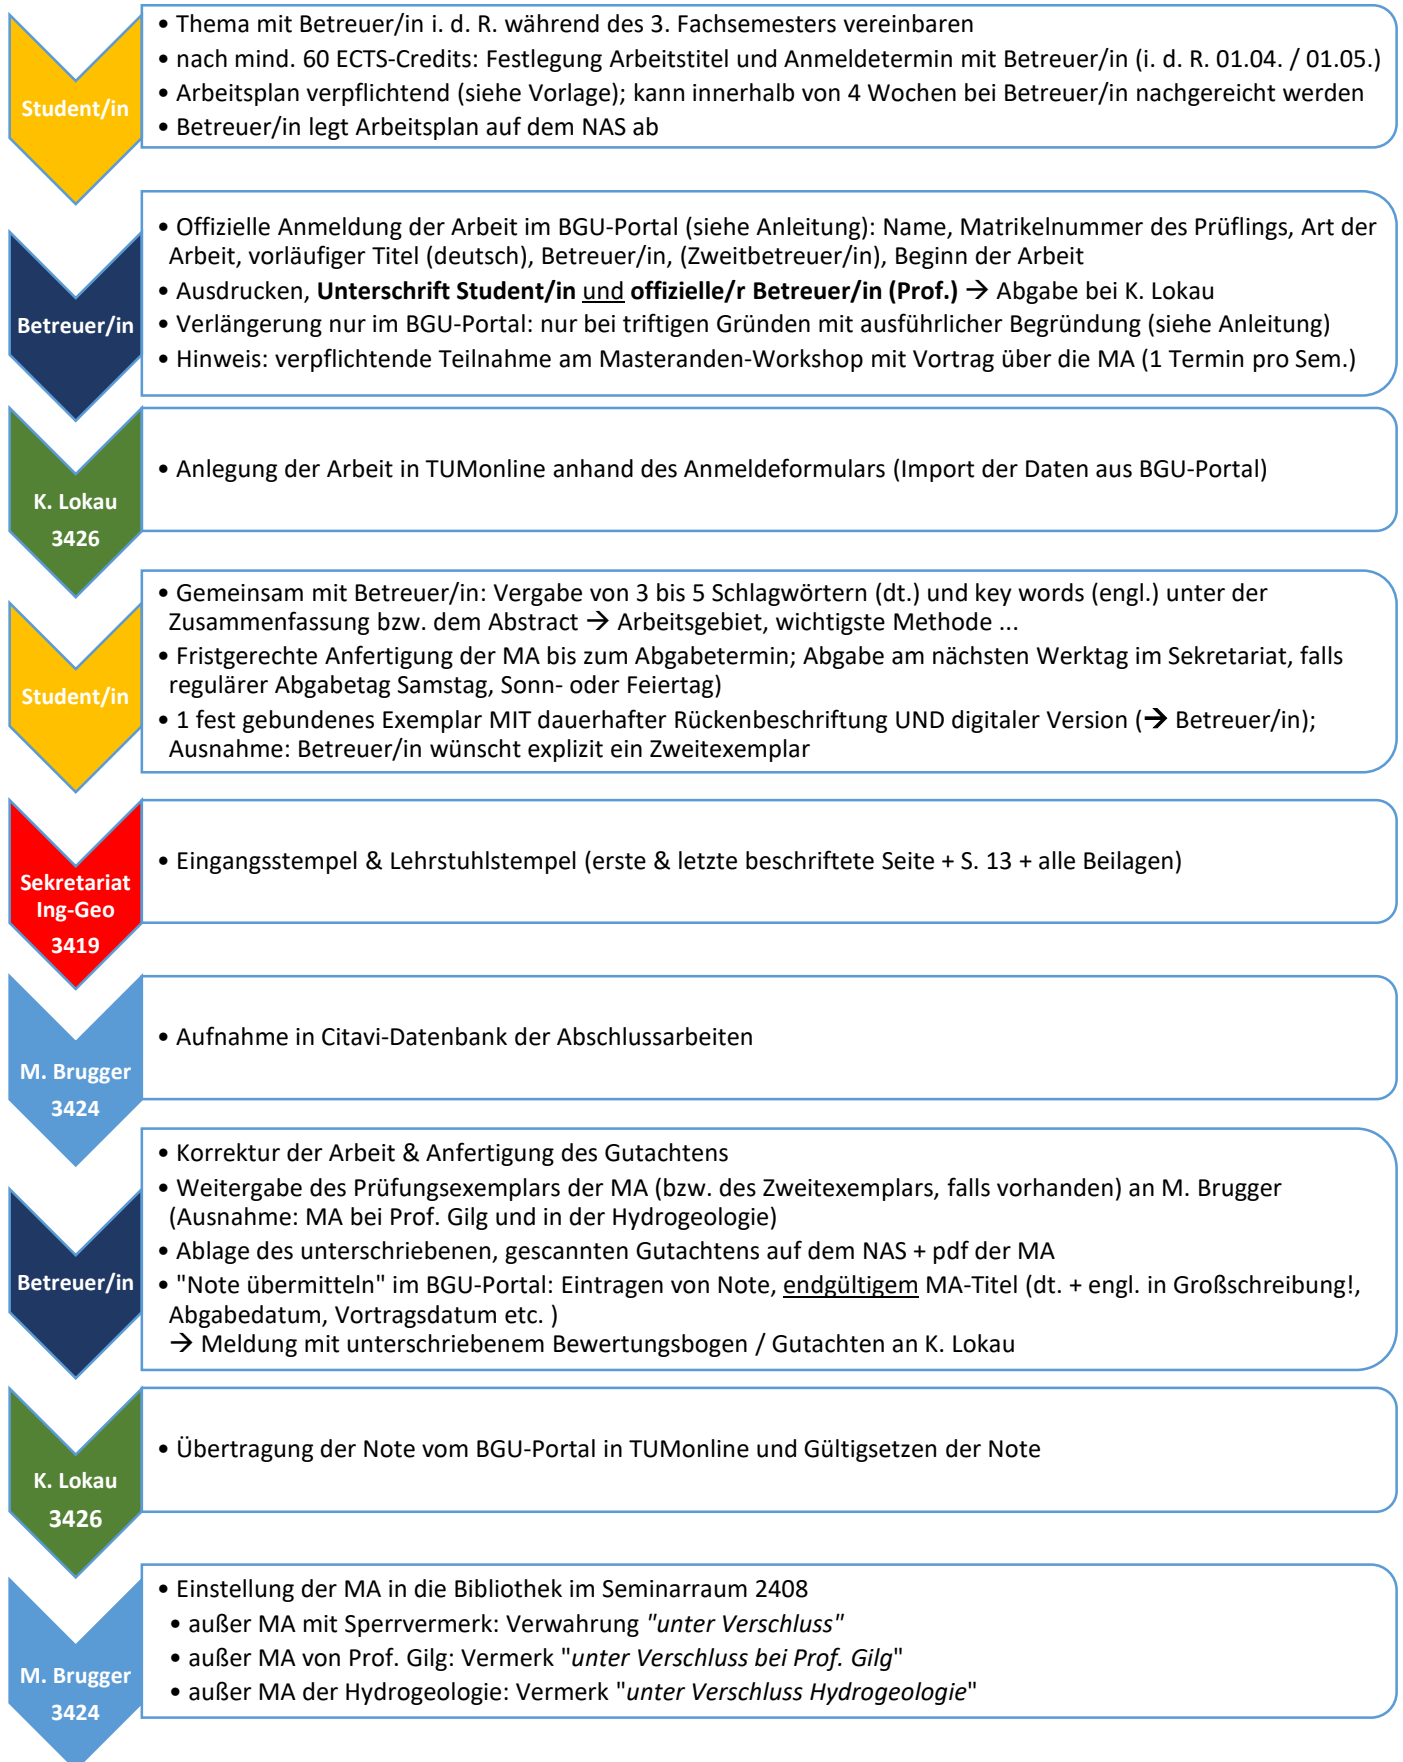 Student/in
• Thema mit Betreuer/in i. d. R. während des 3. Fachsemesters vereinbaren
• nach mind. 60 ECTS-Credits: Festlegung Arbeitstitel und Anmeldetermin mit Betreuer/in (i. d. R. 01.04. / 01.05.)
• Arbeitsplan verpflichtend (siehe Vorlage); kann innerhalb von 4 Wochen bei Betreuer/in nachgereicht werden
• Betreuer/in legt Arbeitsplan auf dem NAS ab
Betreuer/in
• Offizielle Anmeldung der Arbeit im BGU-Portal (siehe Anleitung): Name, Matrikelnummer des Prüflings, Art der
Arbeit, vorläufiger Titel (deutsch), Betreuer/in, (Zweitbetreuer/in), Beginn der Arbeit
• Ausdrucken, Unterschrift Student/in und offizielle/r Betreuer/in (Prof.) → Abgabe bei K. Lokau
• Verlängerung nur im BGU-Portal: nur bei triftigen Gründen mit ausführlicher Begründung (siehe Anleitung)
• Hinweis: verpflichtende Teilnahme am Masteranden-Workshop mit Vortrag über die MA (1 Termin pro Sem.)
K. Lokau
3426
• Anlegung der Arbeit in TUMonline anhand des Anmeldeformulars (Import der Daten aus BGU-Portal)
Student/in
• Gemeinsam mit Betreuer/in: Vergabe von 3 bis 5 Schlagwörtern (dt.) und key words (engl.) unter der
Zusammenfassung bzw. dem Abstract → Arbeitsgebiet, wichtigste Methode ...
• Fristgerechte Anfertigung der MA bis zum Abgabetermin; Abgabe am nächsten Werktag im Sekretariat, falls
regulärer Abgabetag Samstag, Sonn- oder Feiertag)
• 1 fest gebundenes Exemplar MIT dauerhafter Rückenbeschriftung UND digitaler Version (→ Betreuer/in);
Ausnahme: Betreuer/in wünscht explizit ein Zweitexemplar
Sekretariat
Ing-Geo
3419
• Eingangsstempel & Lehrstuhlstempel (erste & letzte beschriftete Seite + S. 13 + alle Beilagen)
M. Brugger
3424
• Aufnahme in Citavi-Datenbank der Abschlussarbeiten
Betreuer/in
• Korrektur der Arbeit & Anfertigung des Gutachtens
• Weitergabe des Prüfungsexemplars der MA (bzw. des Zweitexemplars, falls vorhanden) an M. Brugger
(Ausnahme: MA bei Prof. Gilg und in der Hydrogeologie)
• Ablage des unterschriebenen, gescannten Gutachtens auf dem NAS + pdf der MA
• "Note übermitteln" im BGU-Portal: Eintragen von Note, endgültigem MA-Titel (dt. + engl. in Großschreibung!,
Abgabedatum, Vortragsdatum etc. )
→ Meldung mit unterschriebenem Bewertungsbogen / Gutachten an K. Lokau
K. Lokau
3426
• Übertragung der Note vom BGU-Portal in TUMonline und Gültigsetzen der Note
M. Brugger
3424
• Einstellung der MA in die Bibliothek im Seminarraum 2408
• außer MA mit Sperrvermerk: Verwahrung "unter Verschluss"
• außer MA von Prof. Gilg: Vermerk "unter Verschluss bei Prof. Gilg"
• außer MA der Hydrogeologie: Vermerk "unter Verschluss Hydrogeologie"